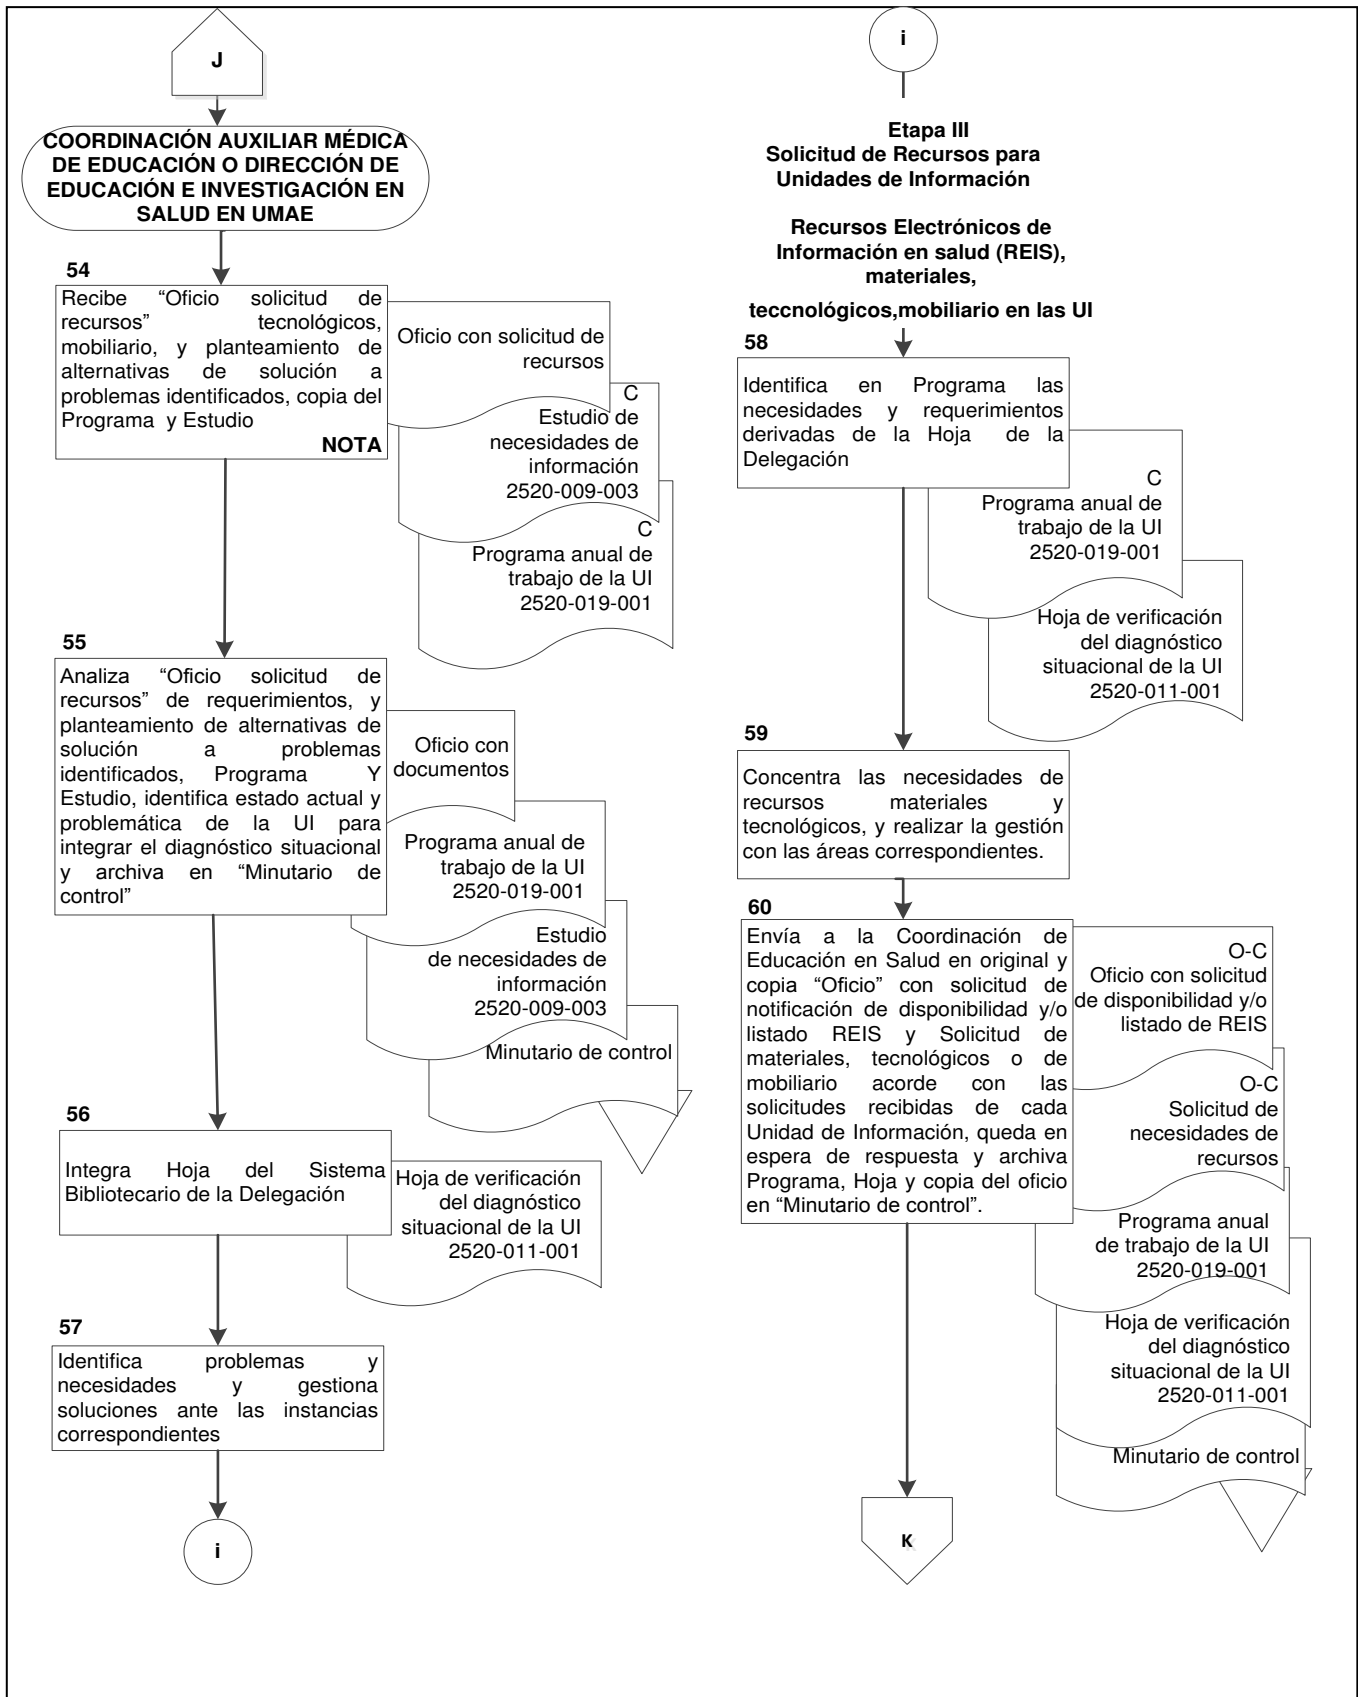 J
COORDINACIÓN AUXILIAR MÉDICA
DE EDUCACIÓN O DIRECCIÓN DE
EDUCACIÓN E INVESTIGACIÓN EN
SALUD EN UMAE
54
Recibe “Oficio solicitud de
recursos” tecnológicos,
mobiliario, y planteamiento de
alternativas de solución a
problemas identificados, copia del
Programa y Estudio
NOTA
Oficio con solicitud de
recursos
C
Estudio de
necesidades de
información
2520-009-003
C
Programa anual de
trabajo de la UI
2520-019-001
55
Analiza “Oficio solicitud de
recursos” de requerimientos, y
planteamiento de alternativas de
solución a problemas
identificados, Programa Y
Estudio, identifica estado actual y
problemática de la UI para
integrar el diagnóstico situacional
y archiva en “Minutario de
control”
Oficio con
documentos
Programa anual de
trabajo de la UI
2520-019-001
Estudio
de necesidades de
información
2520-009-003
Minutario de control
56
Integra Hoja del Sistema
Bibliotecario de la Delegación
Hoja de verificación
del diagnóstico
situacional de la UI
2520-011-001
57
Identifica problemas y
necesidades y gestiona
soluciones ante las instancias
correspondientes
i
i
Etapa III
Solicitud de Recursos para
Unidades de Información
Recursos Electrónicos de
Información en salud (REIS),
materiales,
teccnológicos,mobiliario en las UI
58
Identifica en Programa las
necesidades y requerimientos
derivadas de la Hoja de la
Delegación
C
Programa anual de
trabajo de la UI
2520-019-001
Hoja de verificación
del diagnóstico
situacional de la UI
2520-011-001
59
Concentra las necesidades de
recursos materiales y
tecnológicos, y realizar la gestión
con las áreas correspondientes.
60
Envía a la Coordinación de
Educación en Salud en original y
copia “Oficio” con solicitud de
notificación de disponibilidad y/o
listado REIS y Solicitud de
materiales, tecnológicos o de
mobiliario acorde con las
solicitudes recibidas de cada
Unidad de Información, queda en
espera de respuesta y archiva
Programa, Hoja y copia del oficio
en “Minutario de control”.
O-C
Oficio con solicitud
de disponibilidad y/o
listado de REIS
O-C
Solicitud de
necesidades de
recursos
Programa anual
de trabajo de la UI
2520-019-001
Hoja de verificación
del diagnóstico
situacional de la UI
2520-011-001
Minutario de control
K